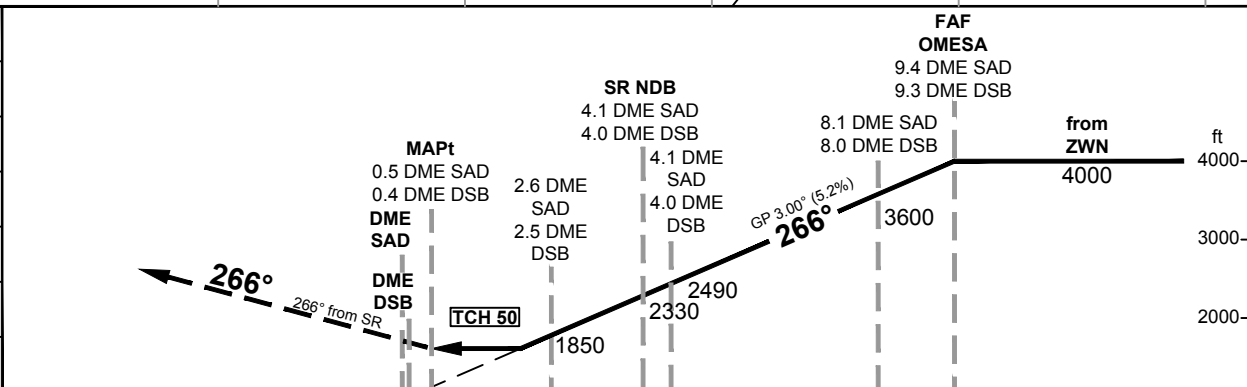 FAF
OMESA
9.4 DME SAD
9.3 DME DSB
SR NDB
4.1 DME SAD
4.0 DME DSB
8.1 DME SAD
8.0 DME DSB
from
ZWN
4000
ft
4000
3000
2000
MAPt
0.5 DME SAD
0.4 DME DSB
4.1 DME
SAD
4.0 DME
DSB
2.6 DME
SAD
2.5 DME
DSB
DME
SAD
DME
DSB
GP 3.00° (5.2%)
266°
3600
2490
2330
1850
TCH 50
266°
266° from SR